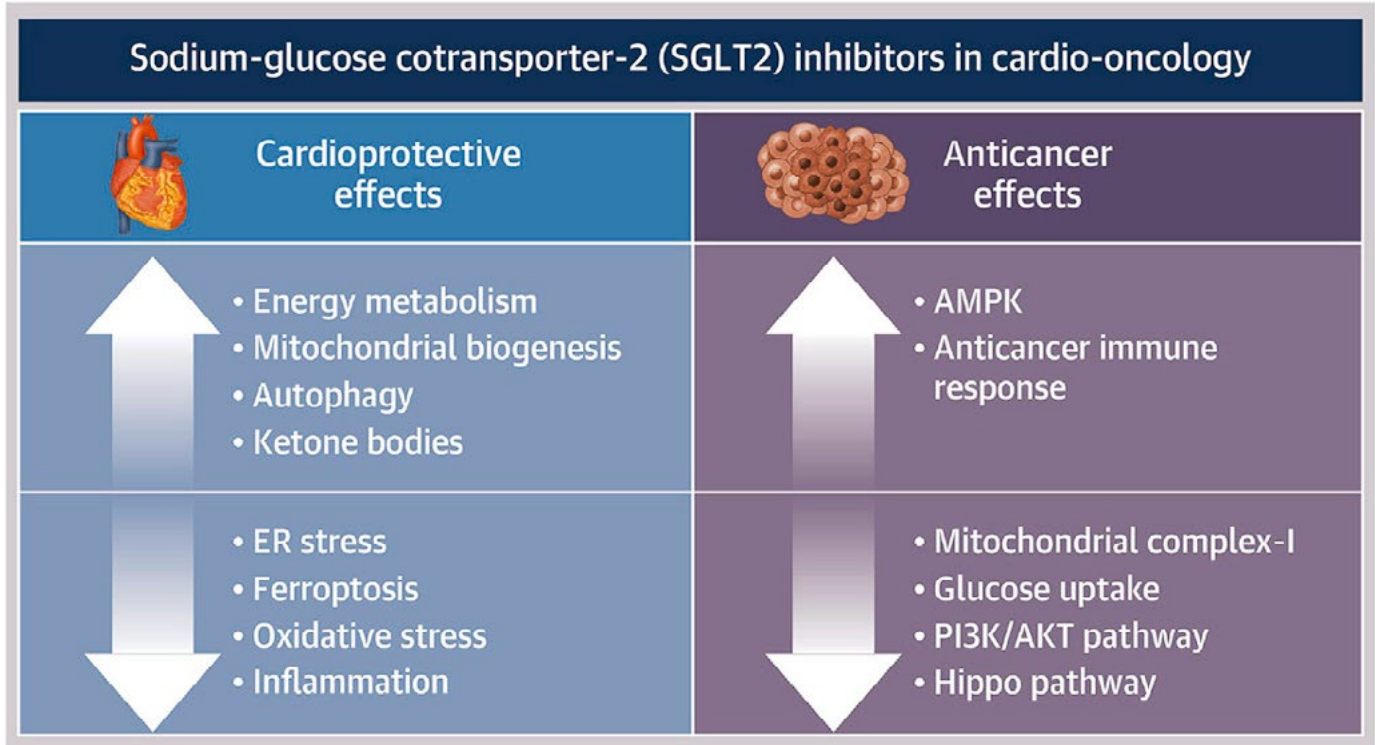 Sodium-glucose cotransporter-2 (SGLT2) inhibitors in cardio-oncology
Cardioprotective
effects
Anticancer
effects
• Energy metabolism
• Mitochondrial biogenesis
• Autophagy
• Ketone bodies
• AMPK
• Anticancer immune
response
• ER stress
• Ferroptosis
• Oxidative stress
• Inflammation
• Mitochondrial complex-I
• Glucose uptake
• PI3K/AKT pathway
• Hippo pathway